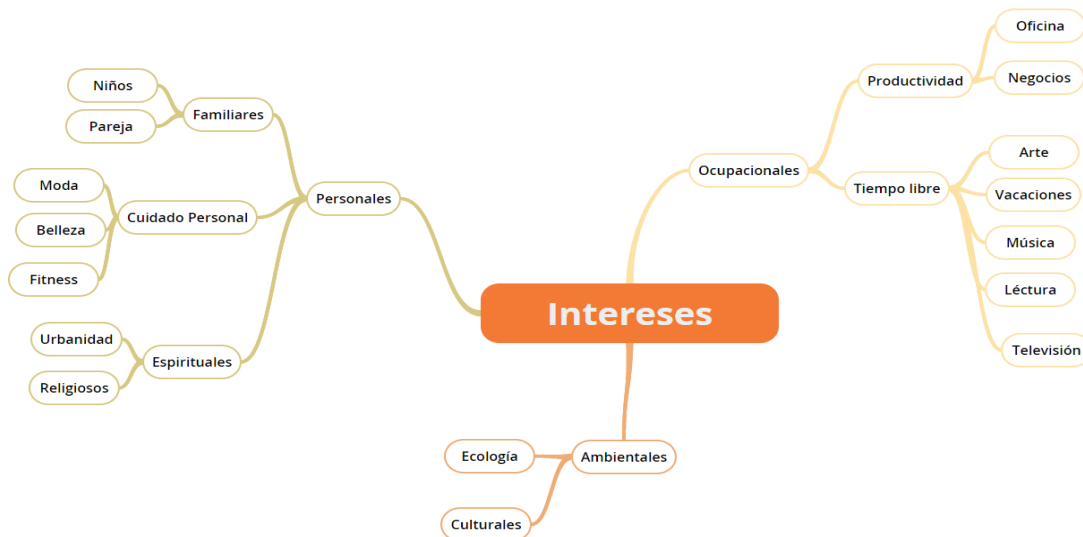 Intereses
Personales
Familiares
Niños
Pareja
Cuidado Personal
Moda
Belleza
Fitness
Espirituales
Urbanidad
Religiosos
Ocupacionales
Productividad
Oficina
Negocios
Tiempo libre
Arte
Vacaciones
Música
Léctura
Televisión
Ambientales
Ecología
Culturales